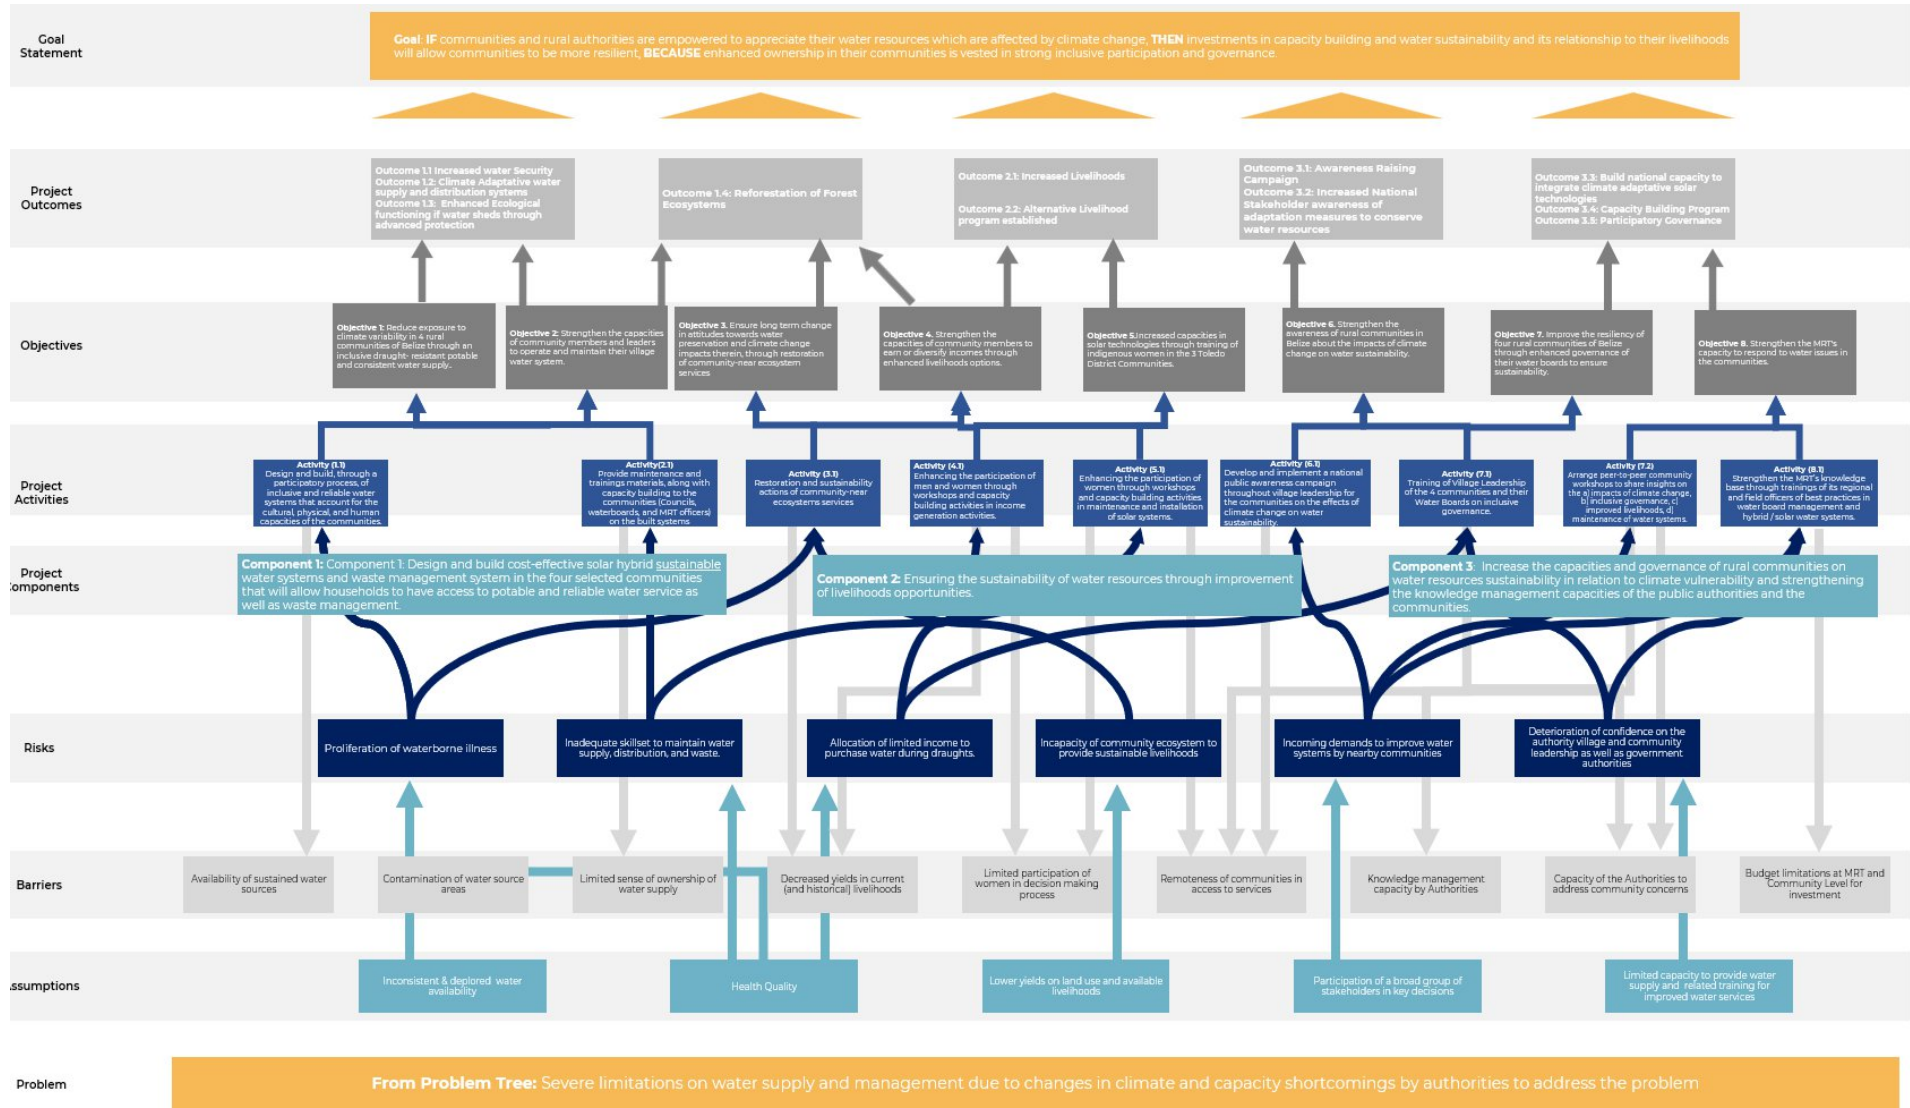 Goal
Statement
Goal: IF communities and rural authorities are empowered to appreciate their water resources which are affected by climate change, THEN investments in capacity building and water sustainability and its relationship to their livelihoods
will allow communities to be more resilient, BECAUSE enhanced ownership in their communities is vested in strong inclusive participation and governance.
Project
Outcomes
Outcome 1.1 Increased water Security
Outcome 1.2: Climate Adaptative water
supply and distribution systems
Outcome 1.3: Enhanced Ecological
functioning if water sheds through
advanced protection
Outcome 1.4: Reforestation of Forest
Ecosystems
Outcome 2.1: Increased Livelihoods
Outcome 2.2: Alternative Livelihood
program established
Outcome 3.1: Awareness Raising
Campaign
Outcome 3.2: Increased National
Stakeholder awareness of
adaptation measures to conserve
water resources
Outcome 3.3: Build national capacity to
integrate climate adaptative solar
technologies
Outcome 3.4: Capacity Building Program
Outcome 3.5: Participatory Governance
Objectives
Objective 1: Reduce exposure to
climate variability in 4 rural
communities of Belize through an
inclusive draught- resistant potable
and consistent water supply..
Objective 2: Strengthen the capacities
of community members and leaders
to operate and maintain their village
water system.
Objective 3. Ensure long term change
in attitudes towards water
preservation and climate change
impacts therein, through restoration
of community-near ecosystem
services
Objective 4. Strengthen the
capacities of community members to
earn or diversify incomes through
enhanced livelihoods options.
Objective 5.Increased capacities in
solar technologies through training of
indigenous women in the 3 Toledo
District Communities.
Objective 6. Strengthen the
awareness of rural communities in
Belize about the impacts of climate
change on water sustainability.
Objective 7. Improve the resiliency of
four rural communities of Belize
through enhanced governance of
their water boards to ensure
sustainability.
Objective 8. Strengthen the MRT's
capacity to respond to water issues in
the communities.
Project
Activities
Activity (1.1)
Design and build, through a
participatory process, of
inclusive and reliable water
systems that account for the
cultural, physical, and human
capacities of the communities.
Activity(2.1)
Provide maintenance and
trainings materials, along with
capacity building to the
communities (Councils,
waterboards, and MRT officers)
on the built systems
Activity (3.1)
Restoration and sustainability
actions of community-near
ecosystems services
Activity (4.1)
Enhancing the participation of
men and women through
workshops and capacity
building activities in income
generation activities.
Activity (5.1)
Enhancing the participation of
women through workshops
and capacity building activities
in maintenance and installation
of solar systems.
Activity (6.1)
Develop and implement a national
public awareness campaign
throughout village leadership for
the communities on the effects of
climate change on water
sustainability.
Activity (7.1)
Training of Village Leadership
of the 4 communities and their
Water Boards on inclusive
governance.
Activity (7.2)
Arrange peer-to-peer community
workshops to share insights on
the a) impacts of climate change,
b) inclusive governance, c)
improved livelihoods, d)
maintenance of water systems.
Activity (8.1)
Strengthen the MRT's knowledge
base through trainings of its regional
and field officers of best practices in
water board management and
hybrid / solar water systems.
Project
Components
Component 1: Component 1: Design and build cost-effective solar hybrid sustainable
water systems and waste management system in the four selected communities
that will allow households to have access to potable and reliable water service as
well as waste management.
Component 2: Ensuring the sustainability of water resources through improvement
of livelihoods opportunities.
Component 3: Increase the capacities and governance of rural communities on
water resources sustainability in relation to climate vulnerability and strengthening
the knowledge management capacities of the public authorities and the
communities.
Risks
Proliferation of waterborne illness
Inadequate skillset to maintain water
supply, distribution, and waste.
Allocation of limited income to
purchase water during draughts.
Incapacity of community ecosystem to
provide sustainable livelihoods
Incoming demands to improve water
systems by nearby communities
Deterioration of confidence on the
authority village and community
leadership as well as government
authorities
Barriers
Availability of sustained water
sources
Contamination of water source
areas
Limited sense of ownership of
water supply
Decreased yields in current
(and historical) livelihoods
Limited participation of
women in decision making
process
Remoteness of communities in
access to services
Knowledge management
capacity by Authorities
Capacity of the Authorities to
address community concerns
Budget limitations at MRT and
Community Level for
investment
ssumptions
Inconsistent & deplored water
availability
Health Quality
Lower yields on land use and available
livelihoods
Participation of a broad group of
stakeholders in key decisions
Limited capacity to provide water
supply and related training for
improved water services
Problem
From Problem Tree: Severe limitations on water supply and management due to changes in climate and capacity shortcomings by authorities to address the problem